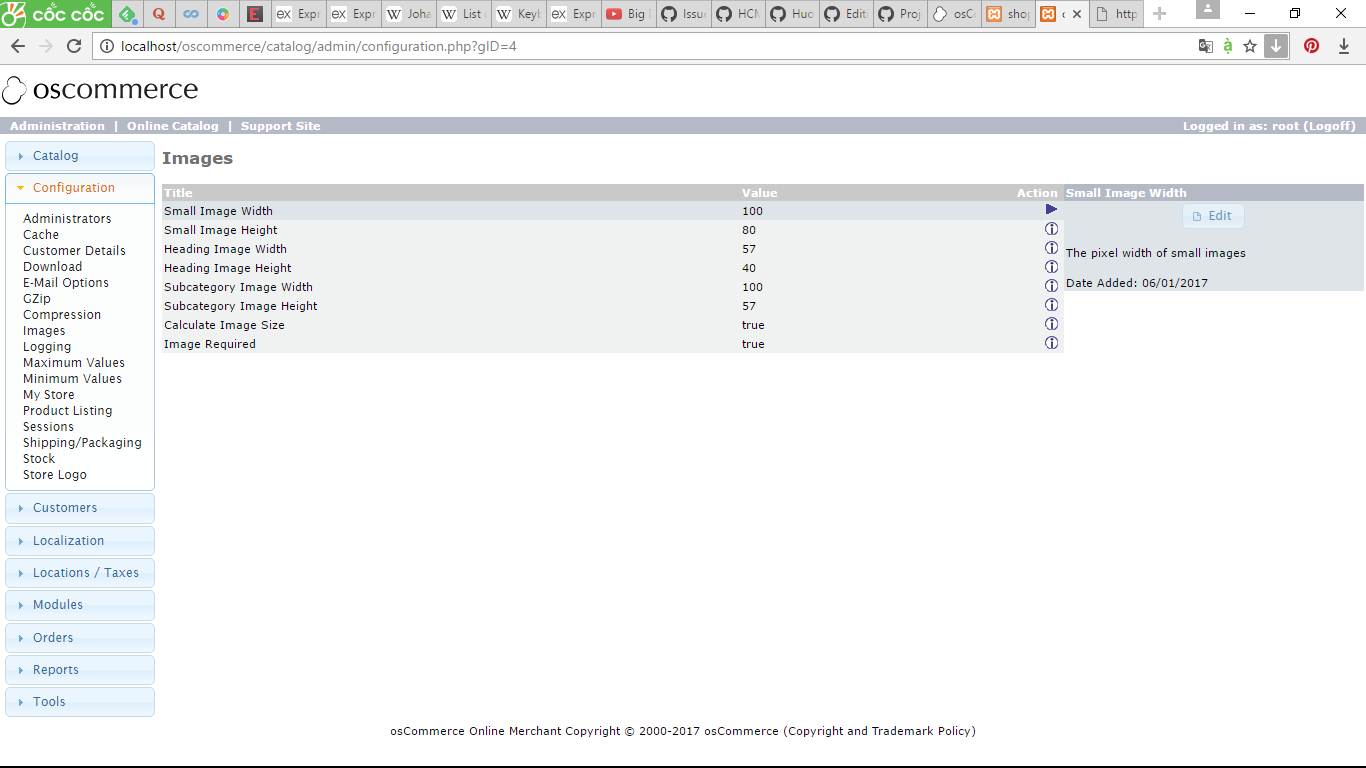 cốc cốc
Expr
Expr
Joha
List
Keyb
Expr
Big
Issue
HCM
Huo
Edit
Proj
osC
shop
http
localhost/oscommerce/catalog/admin/configuration.php?gID=4
oscommerce
Administration | Online Catalog | Support Site
Logged in as: root (Logoff)
Catalog
Configuration
Administrators
Cache
Customer Details
Download
E-Mail Options
GZip
Compression
Images
Logging
Maximum Values
Minimum Values
My Store
Product Listing
Sessions
Shipping/Packaging
Stock
Store Logo
Customers
Localization
Locations / Taxes
Modules
Orders
Reports
Tools
Images
Title Value Action
Small Image Width 100
Small Image Height 80
Heading Image Width 57
Heading Image Height 40
Subcategory Image Width 100
Subcategory Image Height 57
Calculate Image Size true
Image Required true
Small Image Width
Edit
The pixel width of small images
Date Added: 06/01/2017
osCommerce Online Merchant Copyright © 2000-2017 osCommerce (Copyright and Trademark Policy)